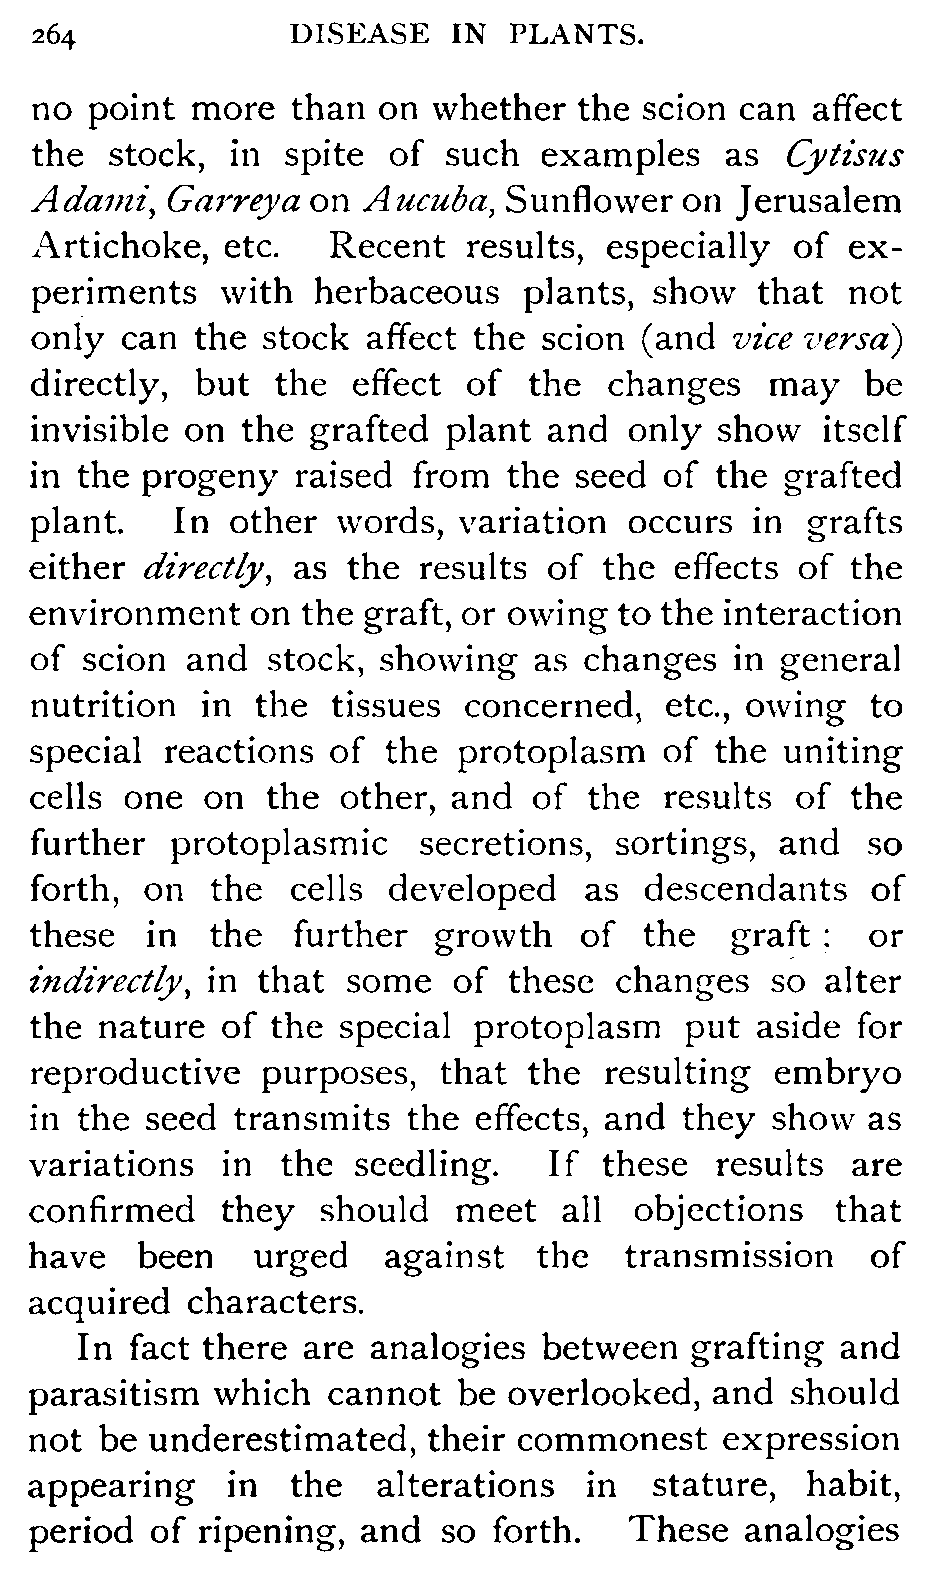 264 DISEASE IN PLANTS.
no point more than on whether the scion can affect
the stock, in spite of such examples as Cytisus
Adami, Garreya on Aucuba, Sunflower on Jerusalem
Artichoke, etc. Recent results, especially of ex-
periments with herbaceous plants, show that not
only can the stock affect the scion (and vice versa)
directly, but the effect of the changes may be
invisible on the grafted plant and only show itself
in the progeny raised from the seed of the grafted
plant. In other words, variation occurs in grafts
either directly, as the results of the effects of the
environment on the graft, or owing to the interaction
of scion and stock, showing as changes in general
nutrition in the tissues concerned, etc., owing to
special reactions of the protoplasm of the uniting
cells one on the other, and of the results of the
further protoplasmic secretions, sortings, and so
forth, on the cells developed as descendants of
these in the further growth of the graft : or
indirectly, in that some of these changes so alter
the nature of the special protoplasm put aside for
reproductive purposes, that the resulting embryo
in the seed transmits the effects, and they show as
variations in the seedling. If these results are
confirmed they should meet all objections that
have been urged against the transmission of
acquired characters.
In fact there are analogies between grafting and
parasitism which cannot be overlooked, and should
not be underestimated, their commonest expression
appearing in the alterations in stature, habit,
period of ripening, and so forth. These analogies